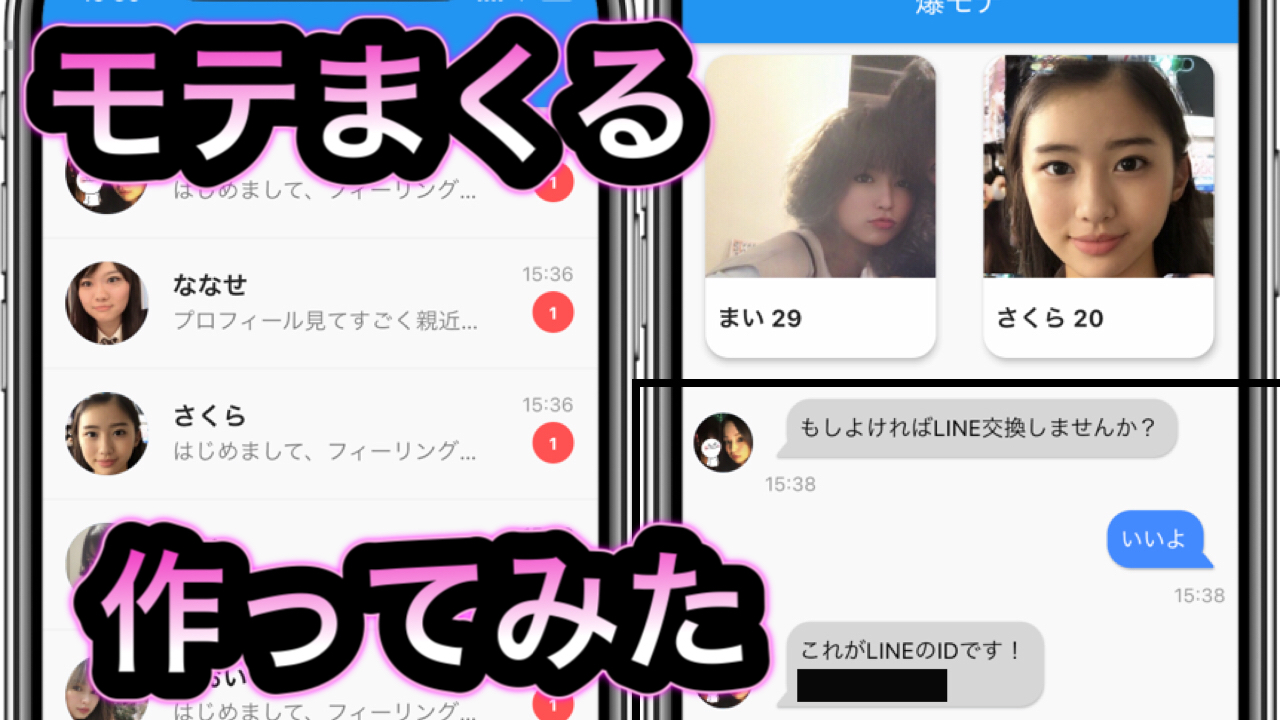 爆モテ
モテまくる
はじめまして、フィーリング...
1
ななせ
15:36
プロフィール見てすごく親近...
1
さくら
15:36
はじめまして、フィーリング...
1
作ってみた
はじめまして、フィーリング...
1
まい 29
さくら 20
もしよければLINE交換しませんか？
15:38
いいよ
15:38
これがLINEのIDです！